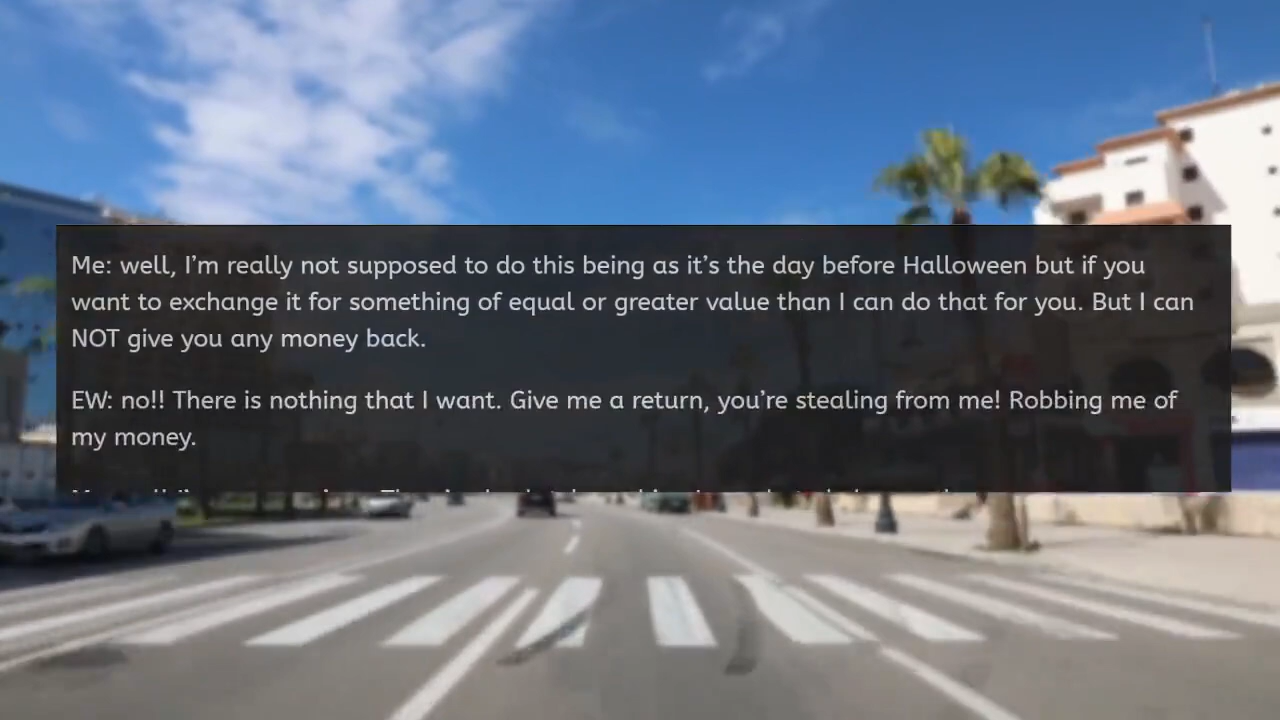 Me: well, I'm really not supposed to do this being as it's the day before Halloween but if you
want to exchange it for something of equal or greater value than I can do that for you. But I can
NOT give you any money back.
EW: no!! There is nothing that I want. Give me a return, you're stealing from me! Robbing me of
my money.